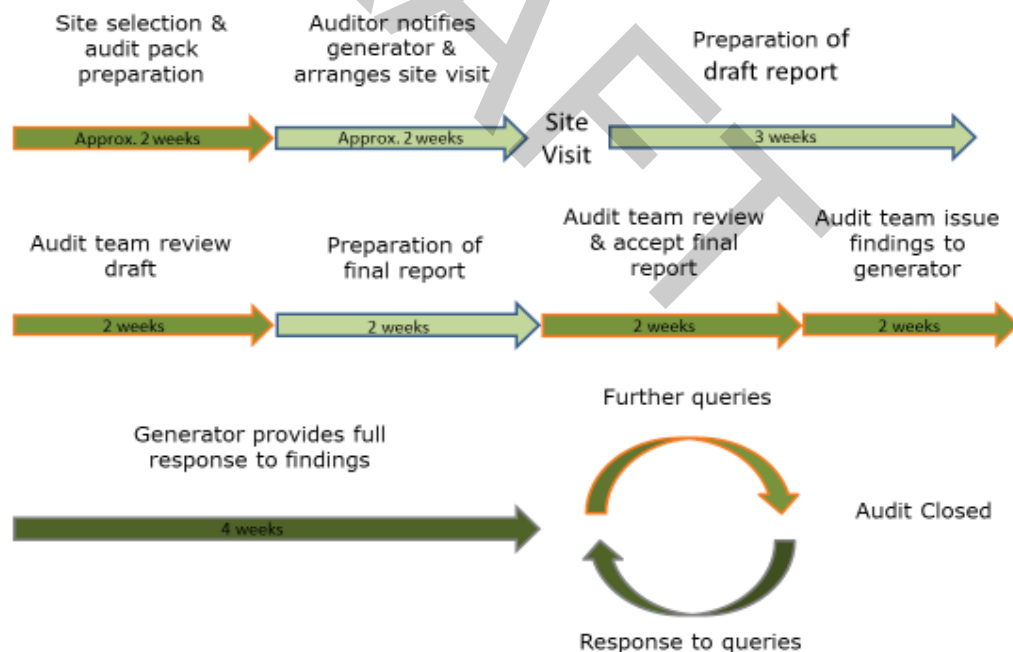 Site selection &
audit pack
preparation
Auditor notifies
generator &
arranges site visit
Preparation of
draft report
Approx. 2 weeks
Approx. 2 weeks
Site
Visit
3 weeks
Audit team review
draft
Preparation of
final report
Audit team review
& accept final
report
Audit team issue
findings to
generator
2 weeks
2 weeks
2 weeks
2 weeks
Generator provides full
response to findings
4 weeks
Further queries
Audit Closed
Response to queries